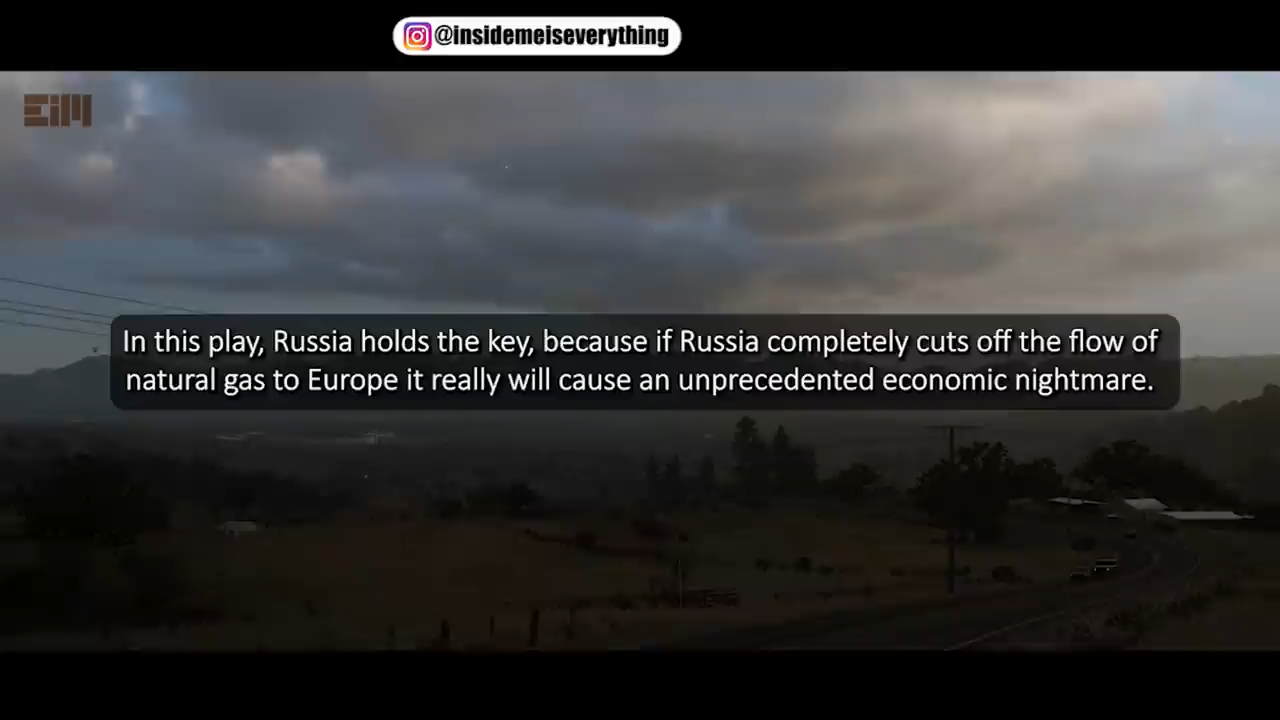 @insidemeiseverything
EiM
In this play, Russia holds the key, because if Russia completely cuts off the flow of
natural gas to Europe it really will cause an unprecedented economic nightmare.